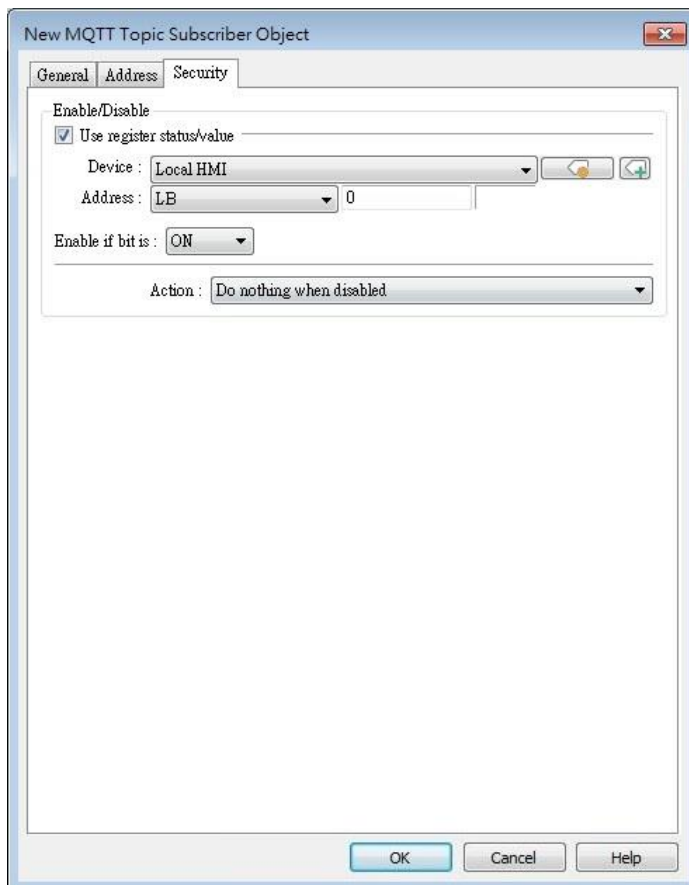 New MQTT Topic Subscriber Object
General Address Security
Enable/Disable
Use register status/value
Device : Local HMI
Address : LB 0
Enable if bit is : ON
Action : Do nothing when disabled
OK Cancel Help